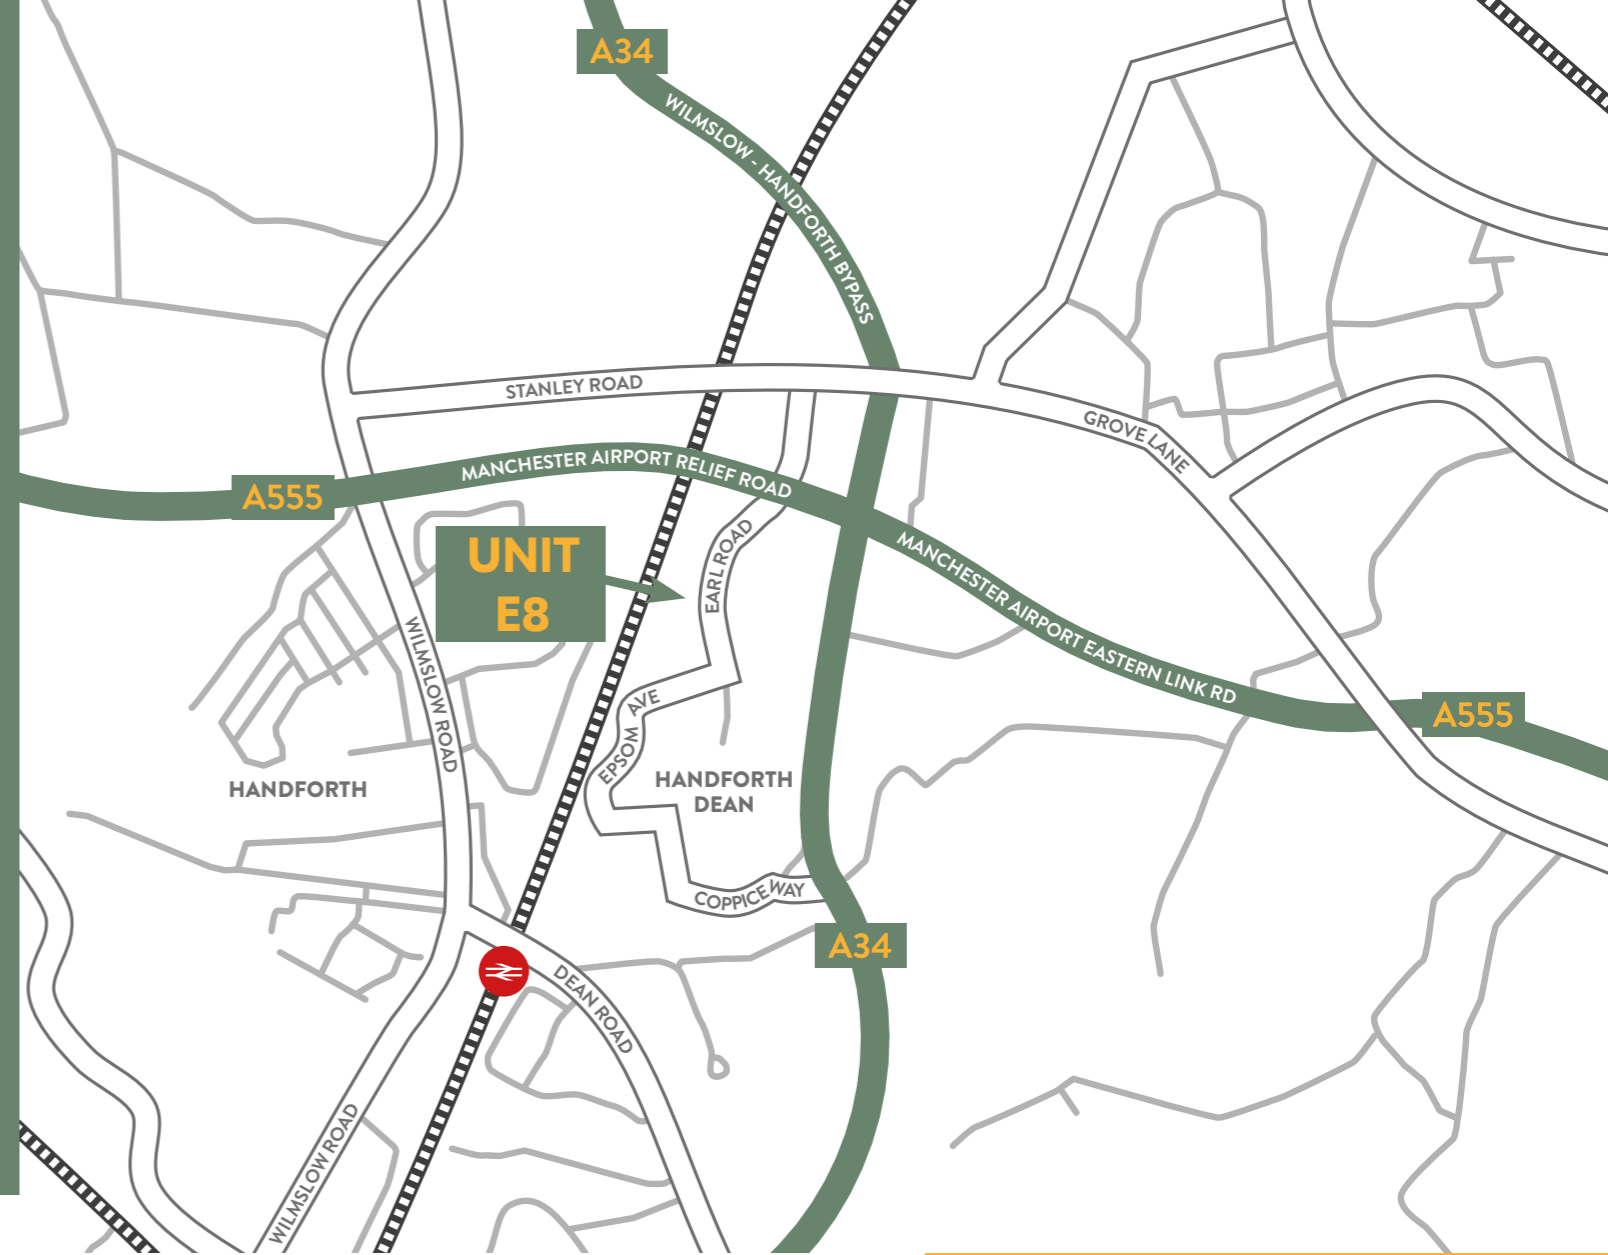 A34
WILMSLOW - HANDFORTH BYPASS
STANLEY ROAD
GROVE LANE
MANCHESTER AIRPORT RELIEF ROAD
A555
UNIT
E8
EARL ROAD
MANCHESTER AIRPORT EASTERN LINK RD
WILMSLOW ROAD
A555
EPSOM AVE
HANDFORTH
HANDFORTH
DEAN
COPPICE WAY
A34
DEAN ROAD
WILMSLOW ROAD